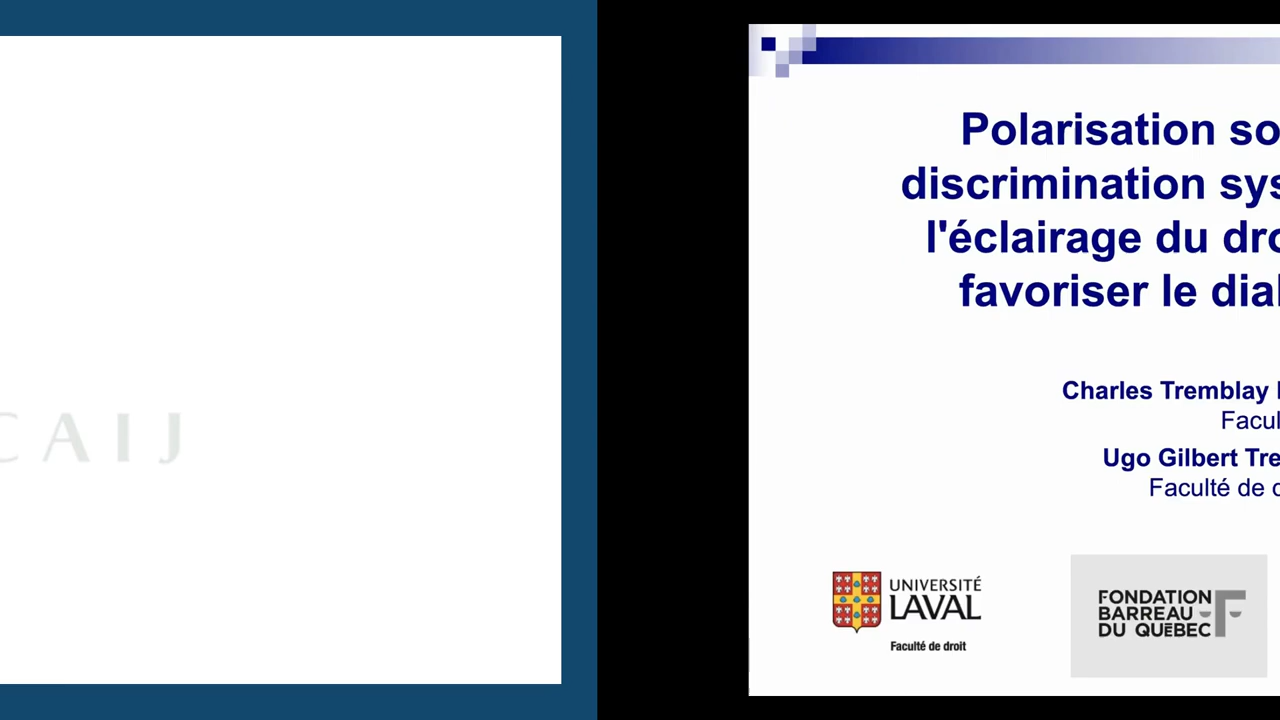 CAIJ
Polarisation so
discrimination sys
l'éclairage du dro
favoriser le dial
Charles Tremblay
Facul
Ugo Gilbert Tre
Faculté de
UNIVERSITÉ
LAVAL
Faculté de droit
FONDATION
BARREAU
DU QUÉBEC
F